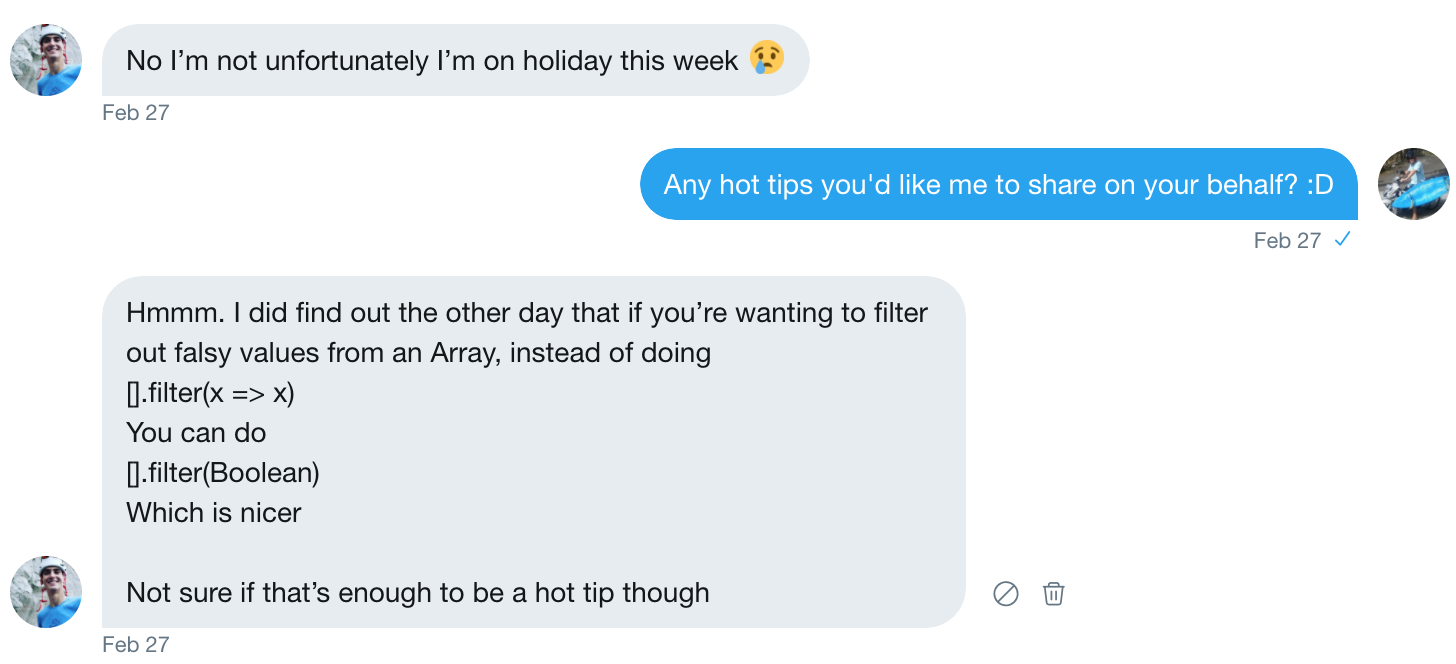 No I’m not unfortunately I’m on holiday this week 😢
Feb 27
Any hot tips you'd like me to share on your behalf? :D
Feb 27 ✓
Hmmm. I did find out the other day that if you’re wanting to filter
out falsy values from an Array, instead of doing
[].filter(x => x)
You can do
[].filter(Boolean)
Which is nicer
Not sure if that’s enough to be a hot tip though
Feb 27